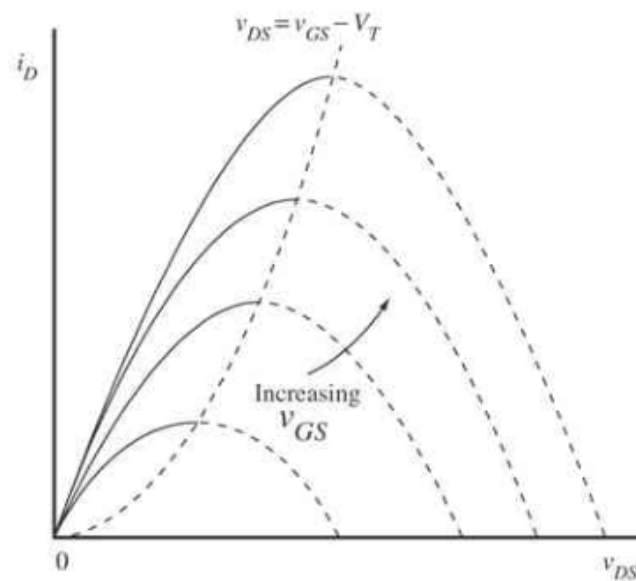 v_DS = v_GS − V_T
i_D
Increasing
v_GS
0
v_DS